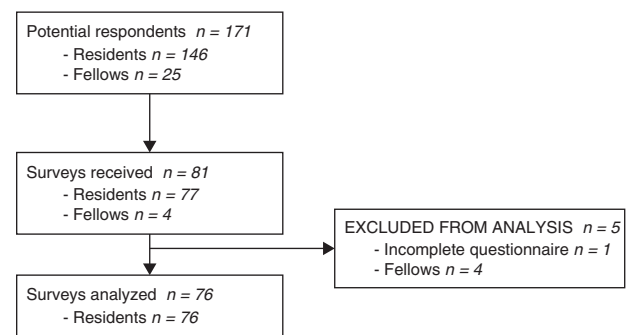 Potential respondents n = 171
- Residents n = 146
- Fellows n = 25
Surveys received n = 81
- Residents n = 77
- Fellows n = 4
EXCLUDED FROM ANALYSIS n = 5
- Incomplete questionnaire n = 1
- Fellows n = 4
Surveys analyzed n = 76
- Residents n = 76